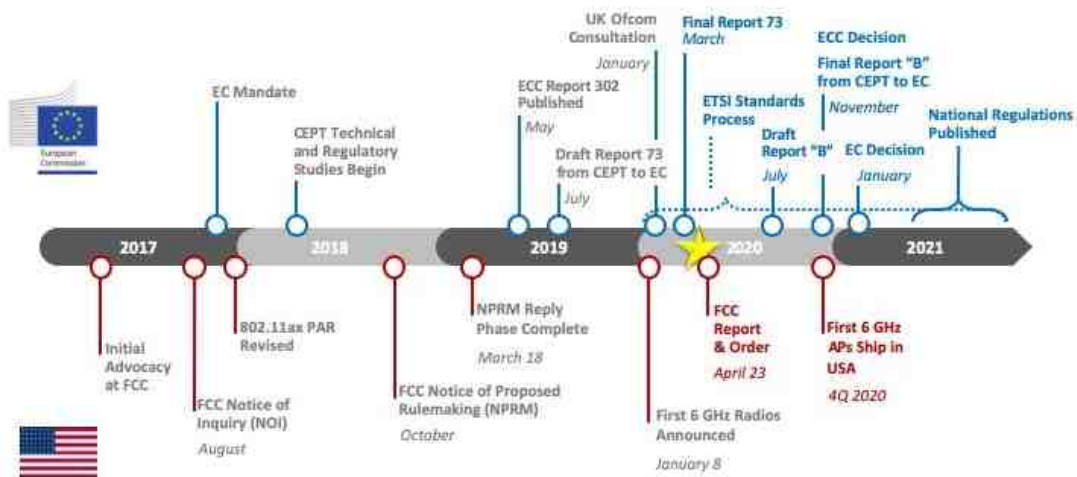 UK Ofcom
Consultation
January
Final Report 73
March
ECC Decision
Final Report “B”
from CEPT to EC
November
EC Mandate
ECC Report 302
Published
May
ETSI Standards
Process
National Regulations
Published
CEPT Technical
and Regulatory
Studies Begin
Draft Report 73
from CEPT to EC
July
Draft
Report “B”
July
EC Decision
January
European
Commission
2017
2018
2019
2020
2021
Initial
Advocacy
at FCC
802.11ax PAR
Revised
NPRM Reply
Phase Complete
March 18
FCC
Report
& Order
April 23
First 6 GHz
APs Ship in
USA
4Q 2020
FCC Notice of
Inquiry (NOI)
August
FCC Notice of Proposed
Rulemaking (NPRM)
October
First 6 GHz Radios
Announced
January 8